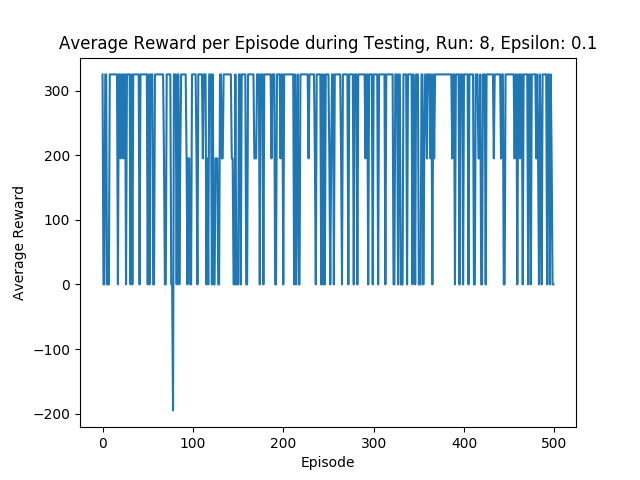 Average Reward per Episode during Testing, Run: 8, Epsilon: 0.1
300
200
100
0
−100
−200
Average Reward
0 100 200 300 400 500
Episode